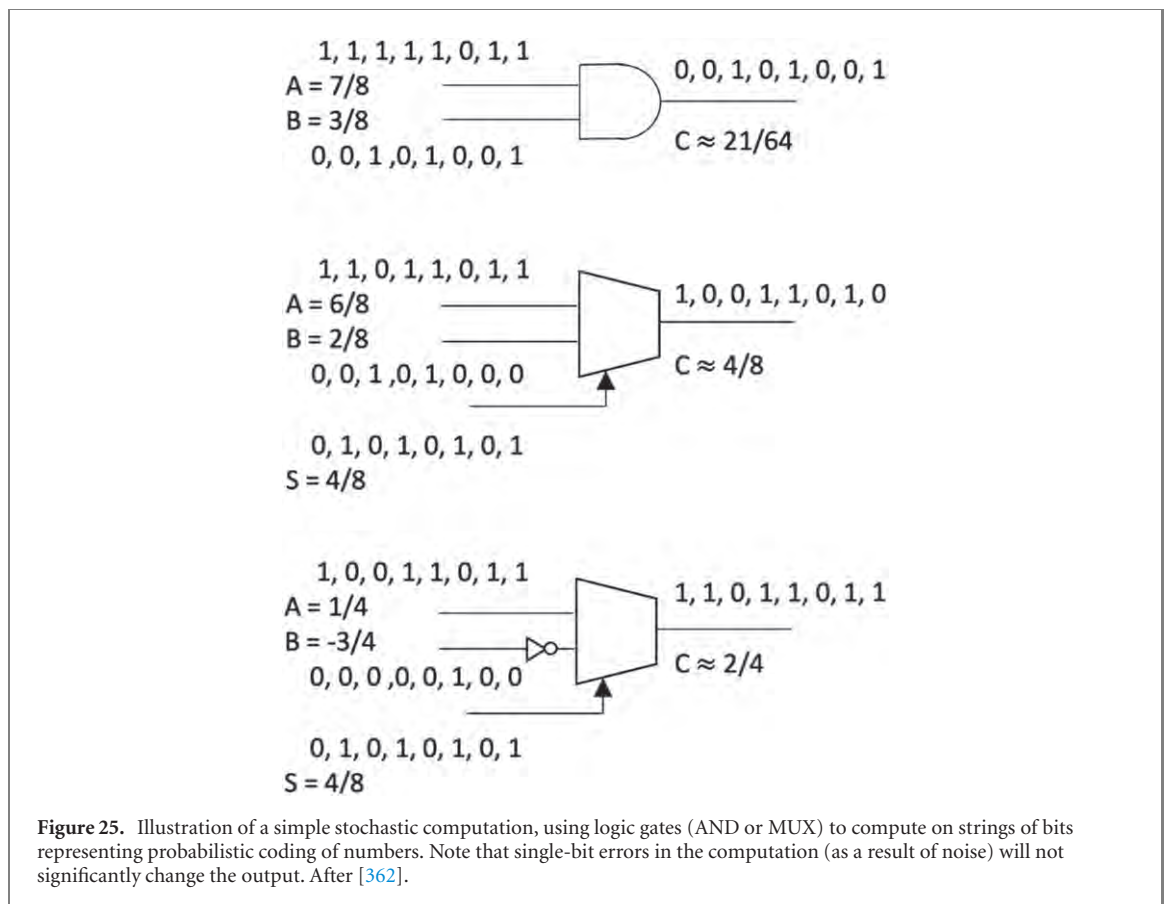 1, 1, 1, 1, 1, 0, 1, 1
A = 7/8
B = 3/8
0, 0, 1 ,0, 1, 0, 0, 1
0, 0, 1, 0, 1, 0, 0, 1
C ≈ 21/64
1, 1, 0, 1, 1, 0, 1, 1
A = 6/8
B = 2/8
0, 0, 1 ,0, 1, 0, 0, 0
1, 0, 0, 1, 1, 0, 1, 0
C ≈ 4/8
0, 1, 0, 1, 0, 1, 0, 1
S = 4/8
1, 0, 0, 1, 1, 0, 1, 1
A = 1/4
B = -3/4
0, 0, 0 ,0, 0, 1, 0, 0
1, 1, 0, 1, 1, 0, 1, 1
C ≈ 2/4
0, 1, 0, 1, 0, 1, 0, 1
S = 4/8
Figure 25. Illustration of a simple stochastic computation, using logic gates (AND or MUX) to compute on strings of bits
representing probabilistic coding of numbers. Note that single-bit errors in the computation (as a result of noise) will not
significantly change the output. After [362].